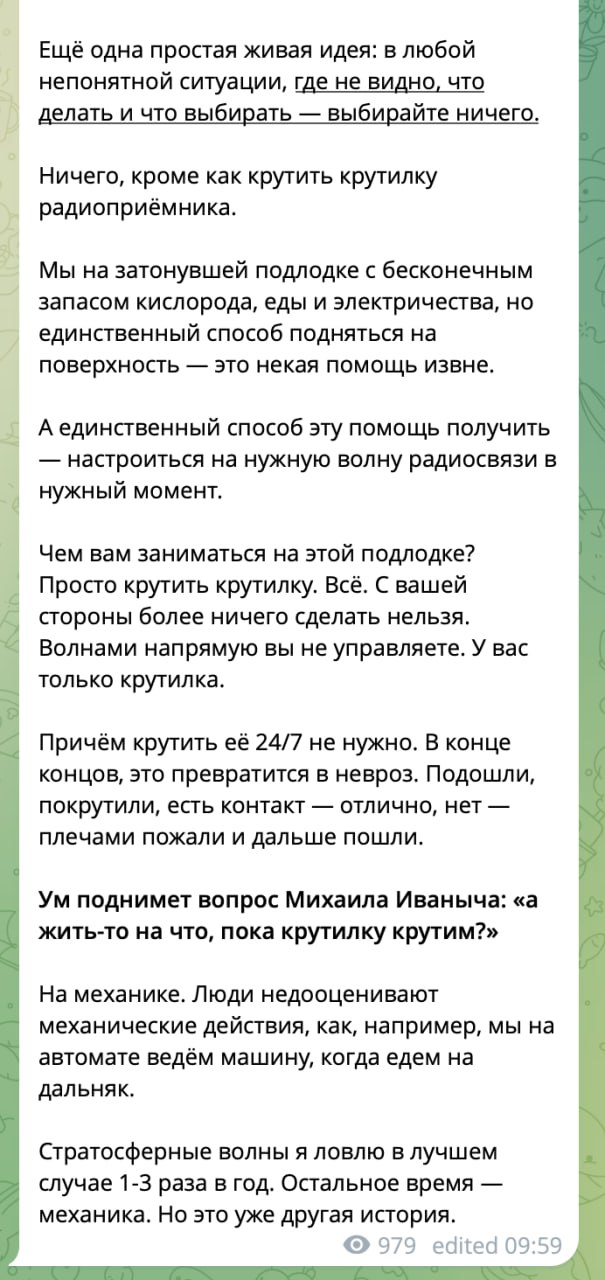 Ещё одна простая живая идея: в любой
непонятной ситуации, где не видно, что
делать и что выбирать — выбирайте ничего.
Ничего, кроме как крутить крутилку
радиоприёмника.
Мы на затонувшей подлодке с бесконечным
запасом кислорода, еды и электричества, но
единственный способ подняться на
поверхность — это некая помощь извне.
А единственный способ эту помощь получить
— настроиться на нужную волну радиосвязи в
нужный момент.
Чем вам заниматься на этой подлодке?
Просто крутить крутилку. Всё. С вашей
стороны более ничего сделать нельзя.
Волнами напрямую вы не управляете. У вас
только крутилка.
Причём крутить её 24/7 не нужно. В конце
концов, это превратится в невроз. Подошли,
покрутили, есть контакт — отлично, нет —
плечами пожали и дальше пошли.
Ум поднимет вопрос Михаила Иваныча: «а
жить-то на что, пока крутилку крутим?»
На механике. Люди недооценивают
механические действия, как, например, мы на
автомате ведём машину, когда едем на
дальняк.
Стратосферные волны я ловлю в лучшем
случае 1-3 раза в год. Остальное время —
механика. Но это уже другая история.
979 edited 09:59